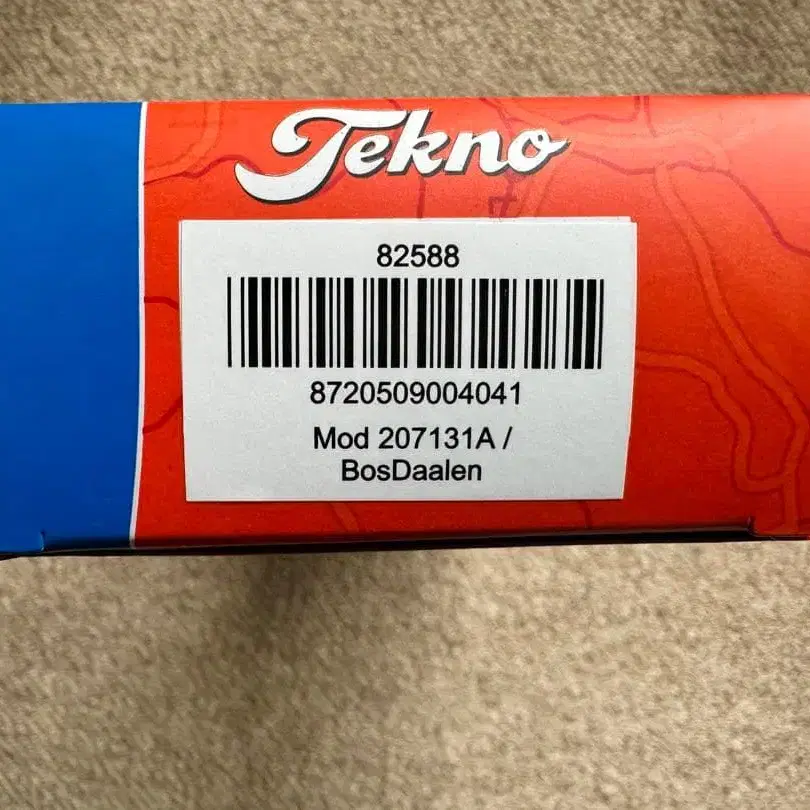 Tekno
82588
8720509004041
Mod 207131A /
BosDaalen